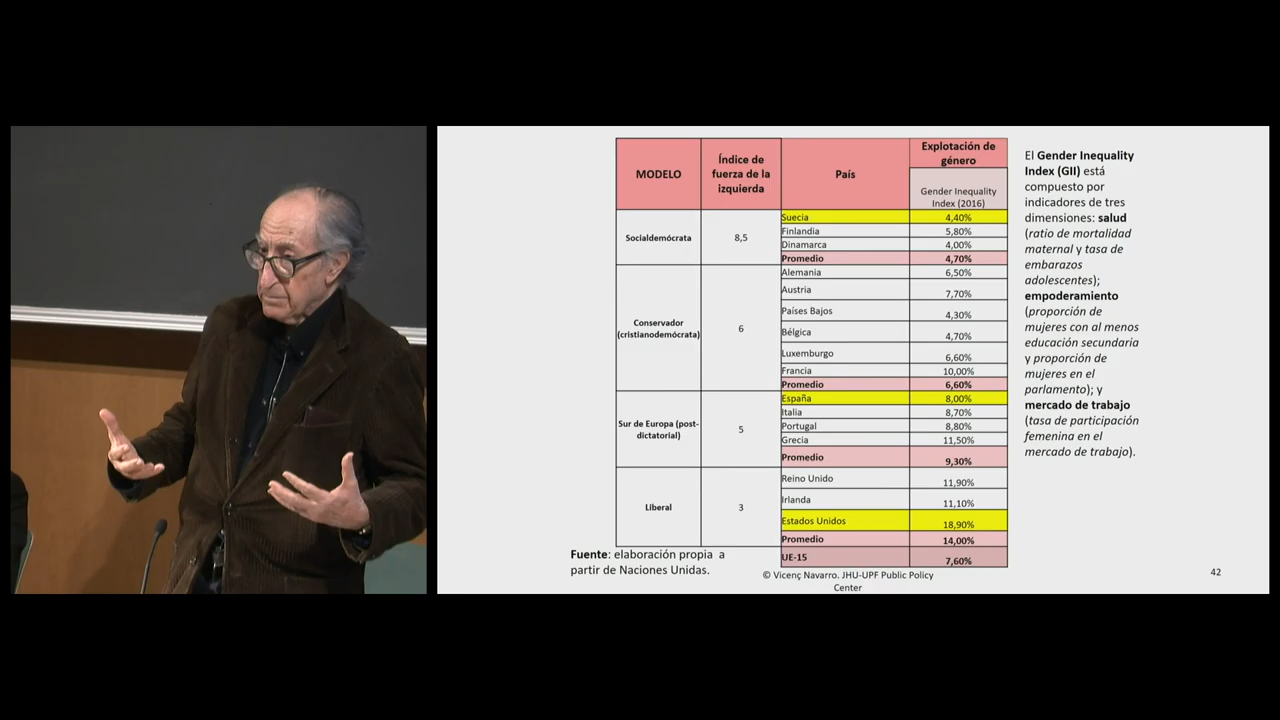 MODELO
Índice de
fuerza de la
izquierda
País
Explotación de
género
Gender Inequality
Index (2016)
Socialdemócrata
8,5
Suecia 4,40%
Finlandia 5,80%
Dinamarca 4,00%
Promedio 4,70%
Conservador
(cristianodemócrata)
6
Alemania 6,50%
Austria 7,70%
Países Bajos 4,30%
Bélgica 4,70%
Luxemburgo 6,60%
Francia 10,00%
Promedio 6,60%
Sur de Europa (post-
dictatorial)
5
España 8,00%
Italia 8,70%
Portugal 8,80%
Grecia 11,50%
Promedio 9,30%
Liberal
3
Reino Unido 11,90%
Irlanda 11,10%
Estados Unidos 18,90%
Promedio 14,00%
UE-15 7,60%
El Gender Inequality
Index (GII) está
compuesto por
indicadores de tres
dimensiones: salud
(ratio de mortalidad
maternal y tasa de
embarazos
adolescentes);
empoderamiento
(proporción de
mujeres con al menos
educación secundaria
y proporción de
mujeres en el
parlamento); y
mercado de trabajo
(tasa de participación
femenina en el
mercado de trabajo).
Fuente: elaboración propia a
partir de Naciones Unidas.
© Vicenç Navarro. JHU-UPF Public Policy
Center
42